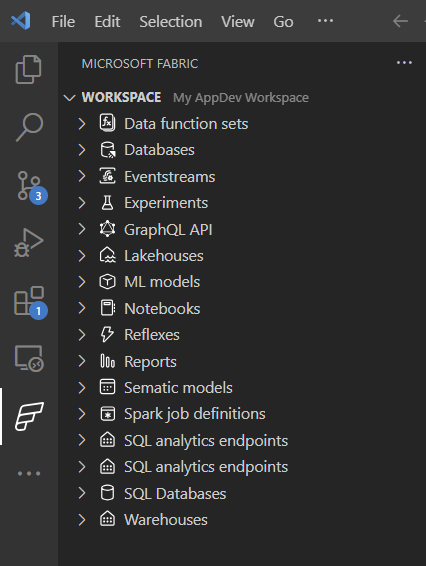 File Edit Selection View Go ...
MICROSOFT FABRIC ...
WORKSPACE My AppDev Workspace
Data function sets
Databases
Eventstreams
3
Experiments
GraphQL API
Lakehouses
ML models
Notebooks
1
Reflexes
Reports
Sematic models
Spark job definitions
SQL analytics endpoints
SQL analytics endpoints
SQL Databases
Warehouses